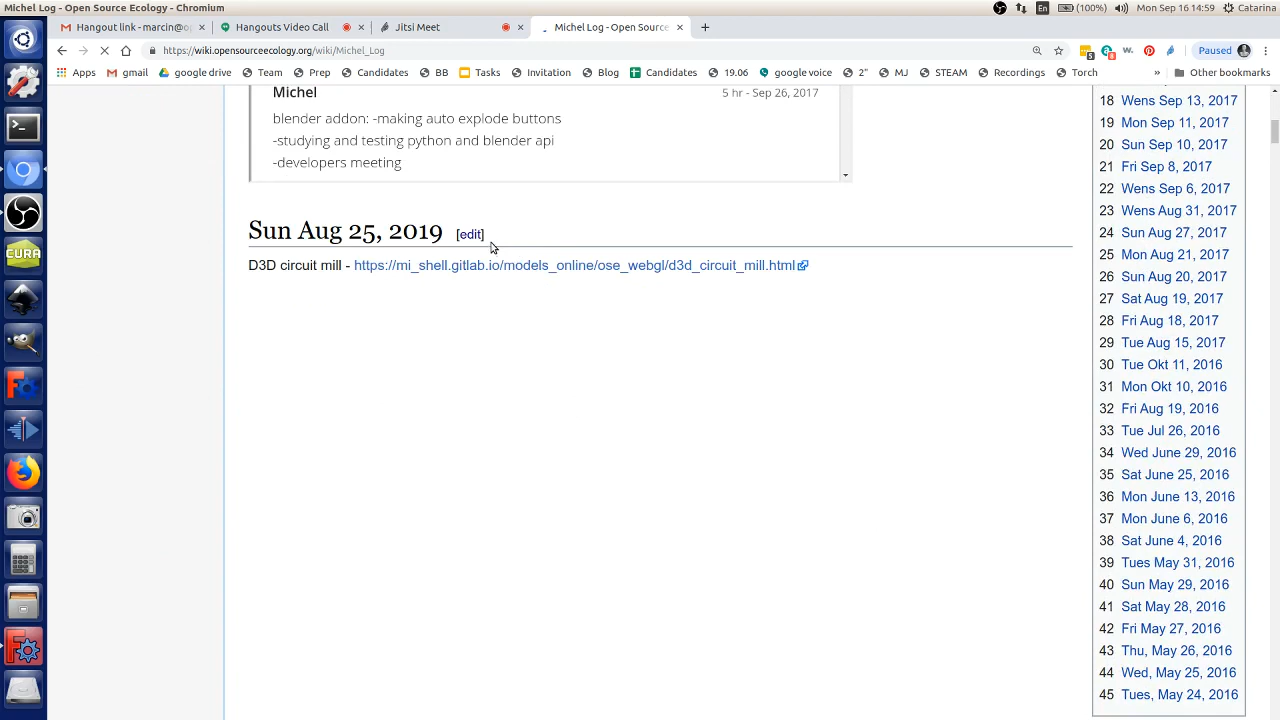 Michel Log - Open Source Ecology - Chromium
En (100%) Mon Sep 16 14:59 Catarina
Hangout link - marcin@op
Hangouts Video Call
Jitsi Meet
Michel Log - Open Source
https://wiki.opensourceecology.org/wiki/Michel_Log
Paused
Apps gmail google drive Team Prep Candidates BB Tasks Invitation Blog Candidates 19.06 google voice 2" MJ STEAM Recordings Torch » Other bookmarks
Michel 5 hr - Sep 26, 2017
blender addon: -making auto explode buttons
-studying and testing python and blender api
-developers meeting
Sun Aug 25, 2019 [edit]
D3D circuit mill - https://mi_shell.gitlab.io/models_online/ose_webgl/d3d_circuit_mill.html
18 Wens Sep 13, 2017
19 Mon Sep 11, 2017
20 Sun Sep 10, 2017
21 Fri Sep 8, 2017
22 Wens Sep 6, 2017
23 Wens Aug 31, 2017
24 Sun Aug 27, 2017
25 Mon Aug 21, 2017
26 Sun Aug 20, 2017
27 Sat Aug 19, 2017
28 Fri Aug 18, 2017
29 Tue Aug 15, 2017
30 Tue Okt 11, 2016
31 Mon Okt 10, 2016
32 Fri Aug 19, 2016
33 Tue Jul 26, 2016
34 Wed June 29, 2016
35 Sat June 25, 2016
36 Mon June 13, 2016
37 Mon June 6, 2016
38 Sat June 4, 2016
39 Tues May 31, 2016
40 Sun May 29, 2016
41 Sat May 28, 2016
42 Fri May 27, 2016
43 Thu, May 26, 2016
44 Wed, May 25, 2016
45 Tues, May 24, 2016
CURA